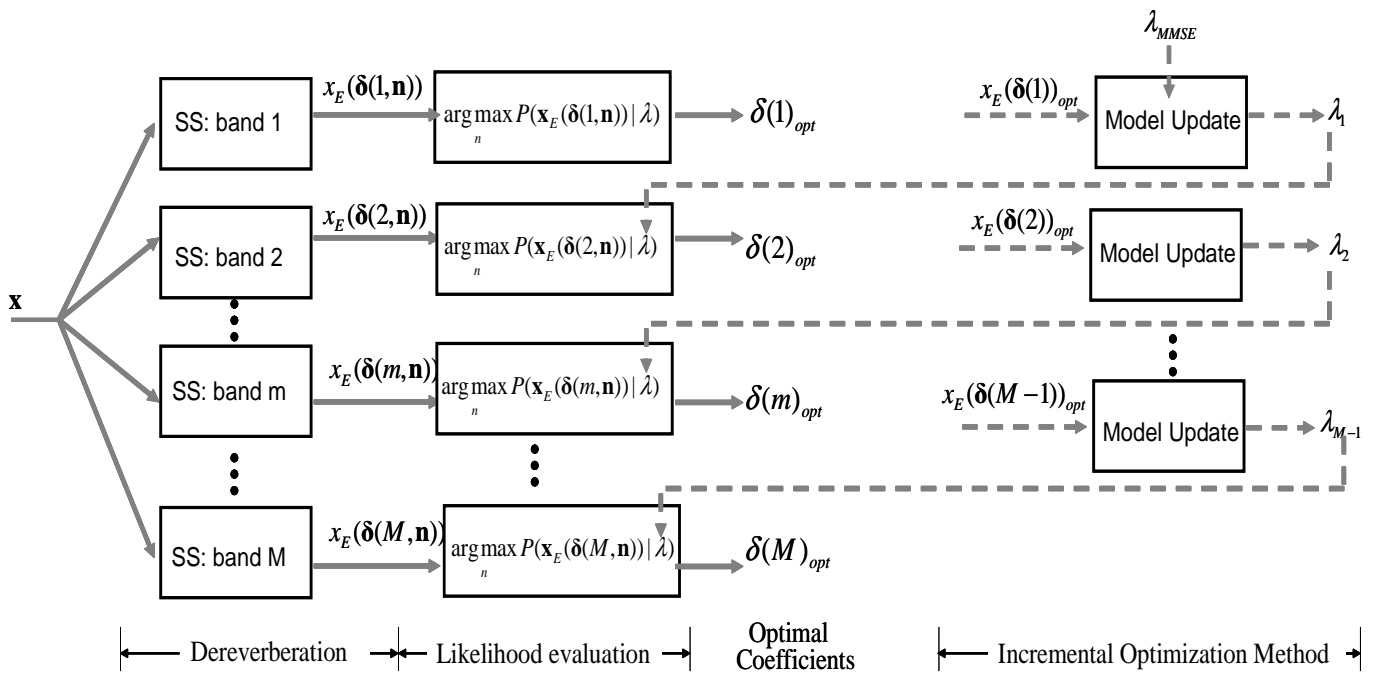 λ_MMSE
x_E(δ(1,n))
x_E(δ(1))_opt
SS: band 1
arg max P(x_E(δ(1,n)) | λ)
n
δ(1)_opt
Model Update
λ_1
x_E(δ(2,n))
x_E(δ(2))_opt
SS: band 2
arg max P(x_E(δ(2,n)) | λ)
n
δ(2)_opt
Model Update
λ_2
x
x_E(δ(m,n))
SS: band m
arg max P(x_E(δ(m,n)) | λ)
n
δ(m)_opt
x_E(δ(M−1))_opt
Model Update
λ_M−1
x_E(δ(M,n))
SS: band M
arg max P(x_E(δ(M,n)) | λ)
n
δ(M)_opt
Dereverberation
Likelihood evaluation
Optimal
Coefficients
Incremental Optimization Method